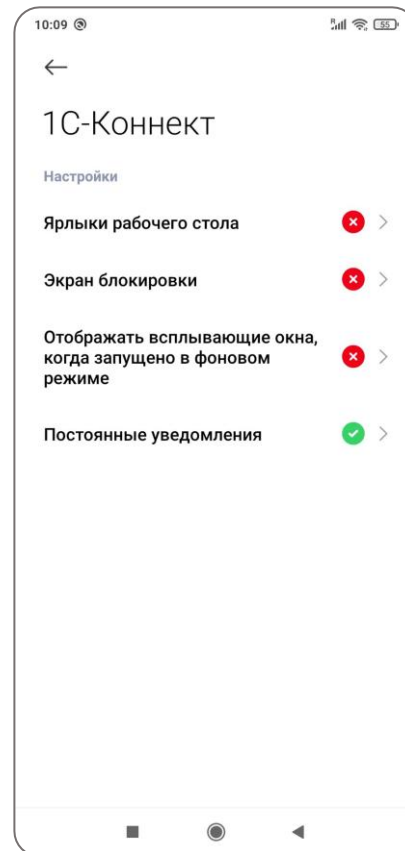 10:09
55
1С-Коннект
Настройки
Ярлыки рабочего стола
Экран блокировки
Отображать всплывающие окна,
когда запущено в фоновом
режиме
Постоянные уведомления